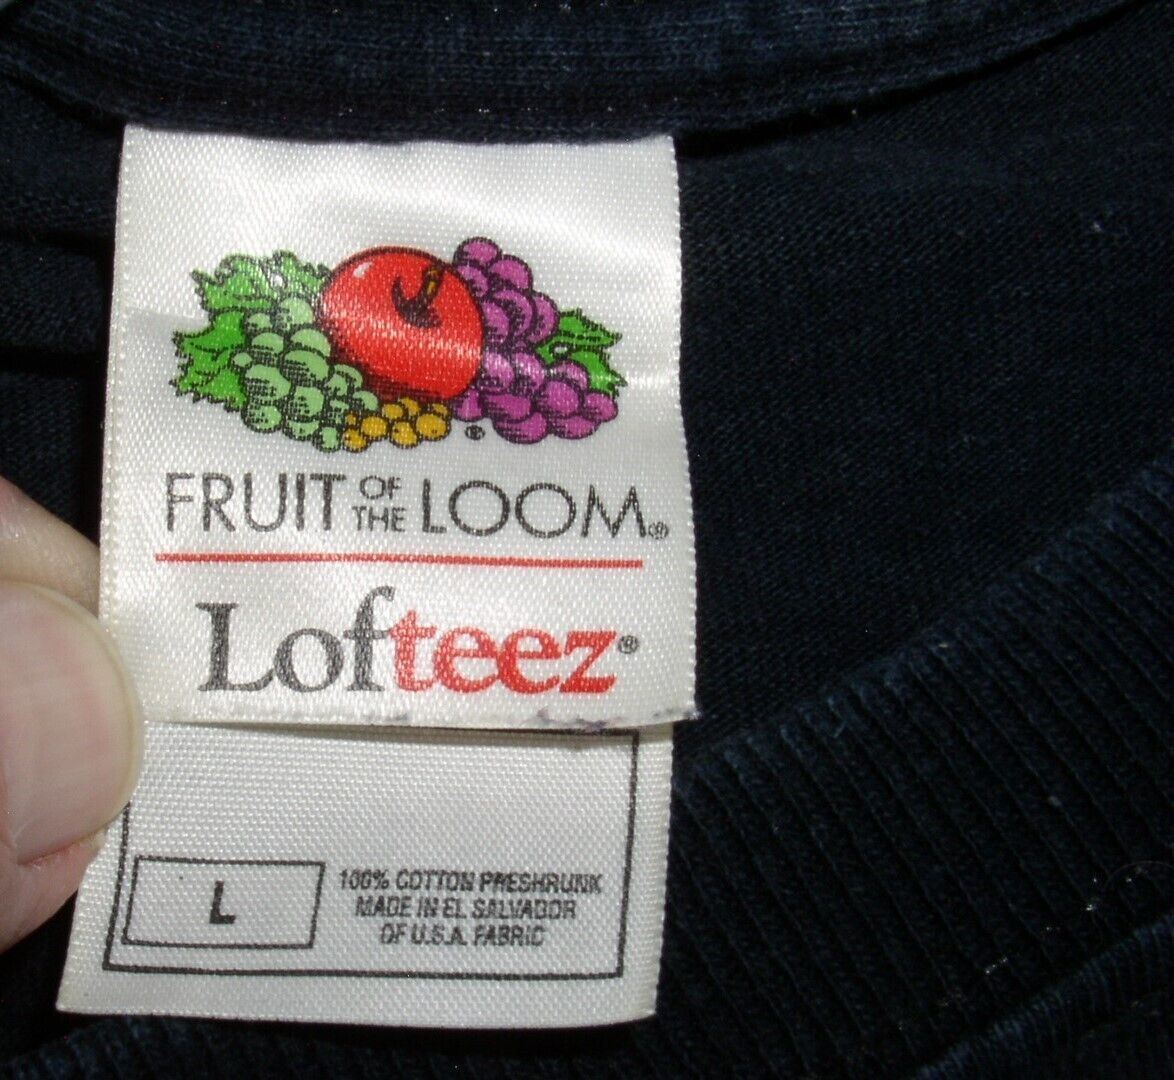 ®
FRUIT OF THE LOOM®
Lofteez®
L
100% COTTON PRESHRUNK
MADE IN EL SALVADOR
OF U.S.A. FABRIC